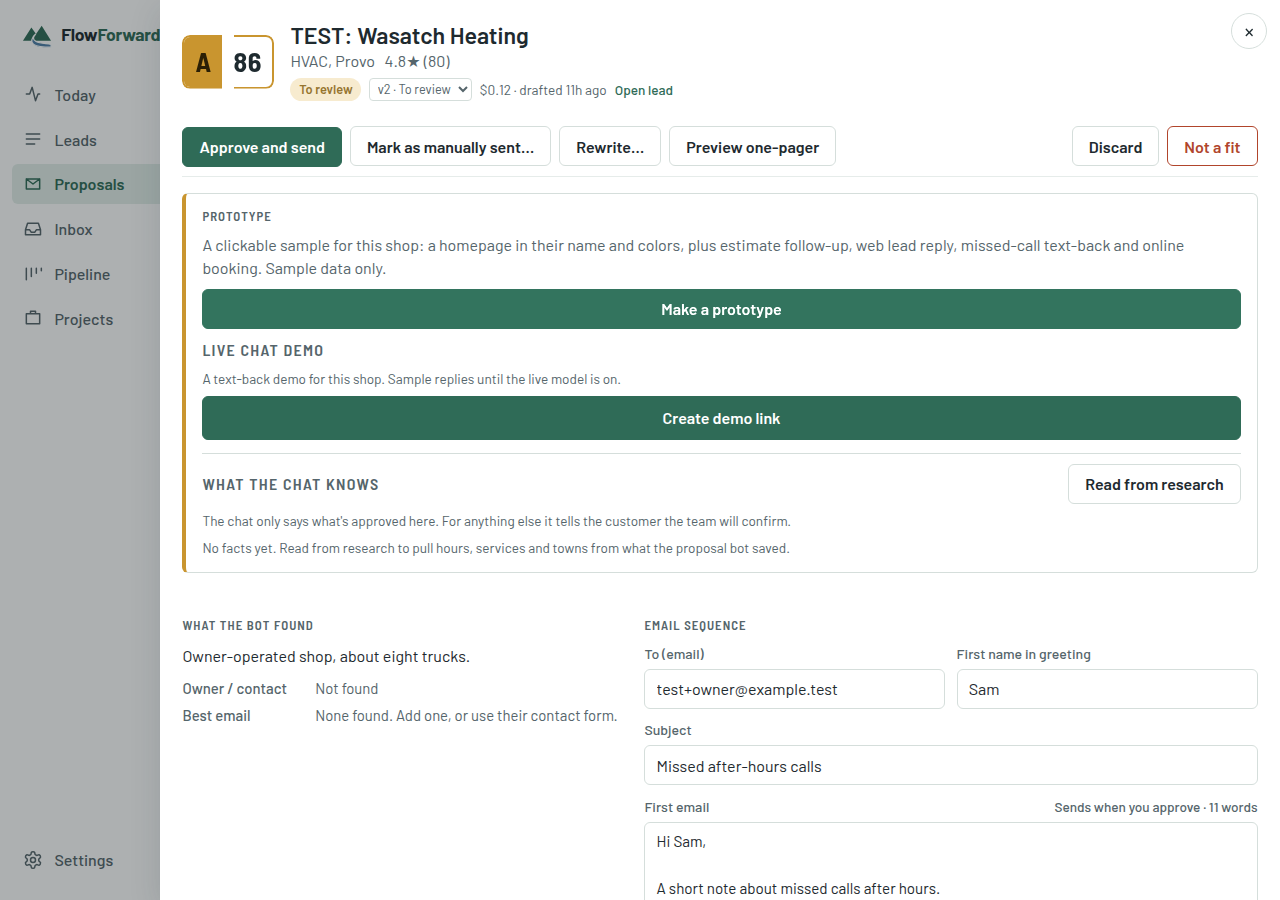 FlowForward
Today
Leads
Proposals
Inbox
Pipeline
Projects
Settings
A 86
TEST: Wasatch Heating
HVAC, Provo 4.8★ (80)
To review v2 · To review $0.12 · drafted 11h ago Open lead
×
Approve and send Mark as manually sent... Rewrite... Preview one-pager Discard Not a fit
PROTOTYPE
A clickable sample for this shop: a homepage in their name and colors, plus estimate follow-up, web lead reply, missed-call text-back and online
booking. Sample data only.
Make a prototype
LIVE CHAT DEMO
A text-back demo for this shop. Sample replies until the live model is on.
Create demo link
WHAT THE CHAT KNOWS Read from research
The chat only says what's approved here. For anything else it tells the customer the team will confirm.
No facts yet. Read from research to pull hours, services and towns from what the proposal bot saved.
WHAT THE BOT FOUND
Owner-operated shop, about eight trucks.
Owner / contact Not found
Best email None found. Add one, or use their contact form.
EMAIL SEQUENCE
To (email) First name in greeting
test+owner@example.test Sam
Subject
Missed after-hours calls
First email Sends when you approve · 11 words
Hi Sam,
A short note about missed calls after hours.